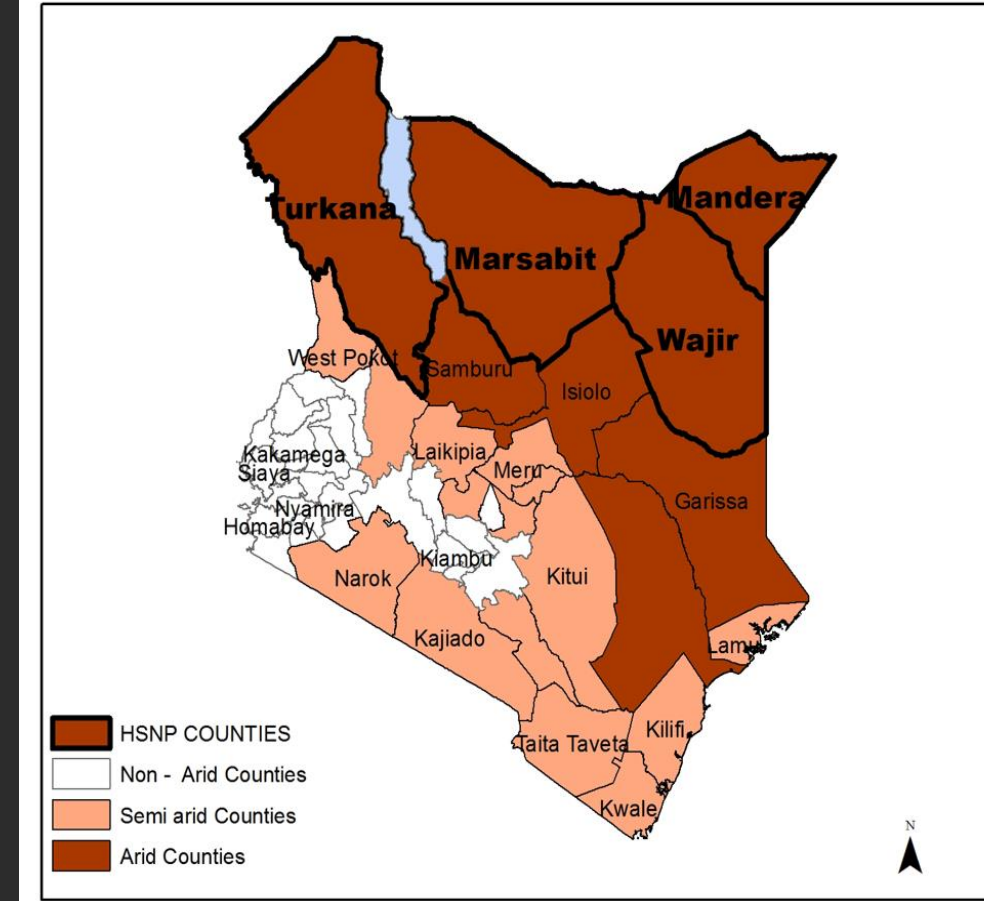 Mandera
Turkana
Marsabit
Wajir
West Pokot
Samburu
Isiolo
Kakamega
Laikipia
Siaya
Meru
Nyamira
Garissa
Homabay
Kiambu
Narok
Kitui
Kajiado
Lamu
Kilifi
Taita Taveta
Kwale
HSNP COUNTIES
Non - Arid Counties
Semi arid Counties
Arid Counties
N